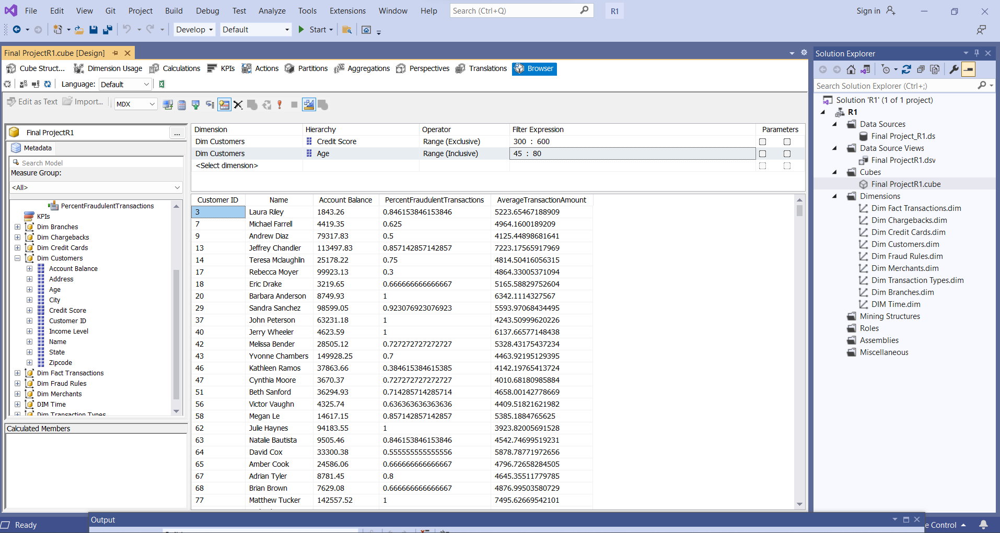 File Edit View Git Project Build Debug Test Analyze Tools Extensions Window Help Search (Ctrl+Q) R1 Sign in
Develop Default Start
Final ProjectR1.cube [Design]
Cube Struct... Dimension Usage Calculations KPIs Actions Partitions Aggregations Perspectives Translations Browser
Language: Default
Edit as Text Import... MDX
Final ProjectR1 ...
Metadata
Search Model
Measure Group:
<All>
PercentFraudulentTransactions
KPIs
Dim Branches
Dim Chargebacks
Dim Credit Cards
Dim Customers
Account Balance
Address
Age
City
Credit Score
Customer ID
Income Level
Name
State
Zipcode
Dim Fact Transactions
Dim Fraud Rules
Dim Merchants
DIM Time
Dim Transaction Types
Calculated Members
Dimension Hierarchy Operator Filter Expression Parameters
Dim Customers Credit Score Range (Exclusive) 300 : 600
Dim Customers Age Range (Inclusive) 45 : 80
<Select dimension>
Customer ID Name Account Balance PercentFraudulentTransactions AverageTransactionAmount
3 Laura Riley 1843.26 0.846153846153846 5223.65467188909
7 Michael Farrell 4419.35 0.625 4964.1600189209
9 Andrew Diaz 79317.83 0.5 4125.44898681641
13 Jeffrey Chandler 113497.83 0.857142857142857 7223.17565917969
14 Teresa Mclaughlin 25178.22 0.75 4814.50416056315
17 Rebecca Moyer 99923.13 0.3 4864.33005371094
18 Eric Drake 3219.65 0.666666666666667 5165.58829752604
20 Barbara Anderson 8749.93 1 6342.1114327567
29 Sandra Sanchez 98599.05 0.923076923076923 5593.97068434495
37 John Peterson 63231.18 1 4243.50999620226
40 Jerry Wheeler 4623.59 1 6137.66577148438
42 Melissa Bender 28505.12 0.727272727272727 5328.43175437234
43 Yvonne Chambers 149928.25 0.7 4463.92195129395
46 Kathleen Ramos 37863.66 0.384615384615385 4142.19765413724
47 Cynthia Moore 3670.37 0.727272727272727 4010.68180985884
51 Beth Sanford 36294.93 0.714285714285714 4658.00142778669
56 Victor Vaughn 4325.74 0.636363636363636 4409.51821621982
58 Megan Le 14617.15 0.857142857142857 5385.1884765625
62 Julie Haynes 94183.55 1 3923.82005691528
63 Natalie Bautista 9505.46 0.846153846153846 4542.74699519231
64 David Cox 33300.38 0.555555555555556 5878.78771972656
65 Amber Cook 24586.06 0.666666666666667 4796.72658284505
67 Adrian Tyler 8781.45 0.8 4645.35511779785
68 Brian Brown 7629.08 0.666666666666667 4876.99503580729
77 Matthew Tucker 142557.52 1 7495.62669542101
Solution Explorer
Search Solution Explorer (Ctrl+;)
Solution 'R1' (1 of 1 project)
R1
Data Sources
Final Project_R1.ds
Data Source Views
Final ProjectR1.dsv
Cubes
Final ProjectR1.cube
Dimensions
Dim Fact Transactions.dim
Dim Chargebacks.dim
Dim Credit Cards.dim
Dim Customers.dim
Dim Fraud Rules.dim
Dim Merchants.dim
Dim Transaction Types.dim
Dim Branches.dim
DIM Time.dim
Mining Structures
Roles
Assemblies
Miscellaneous
Output
Ready e Control